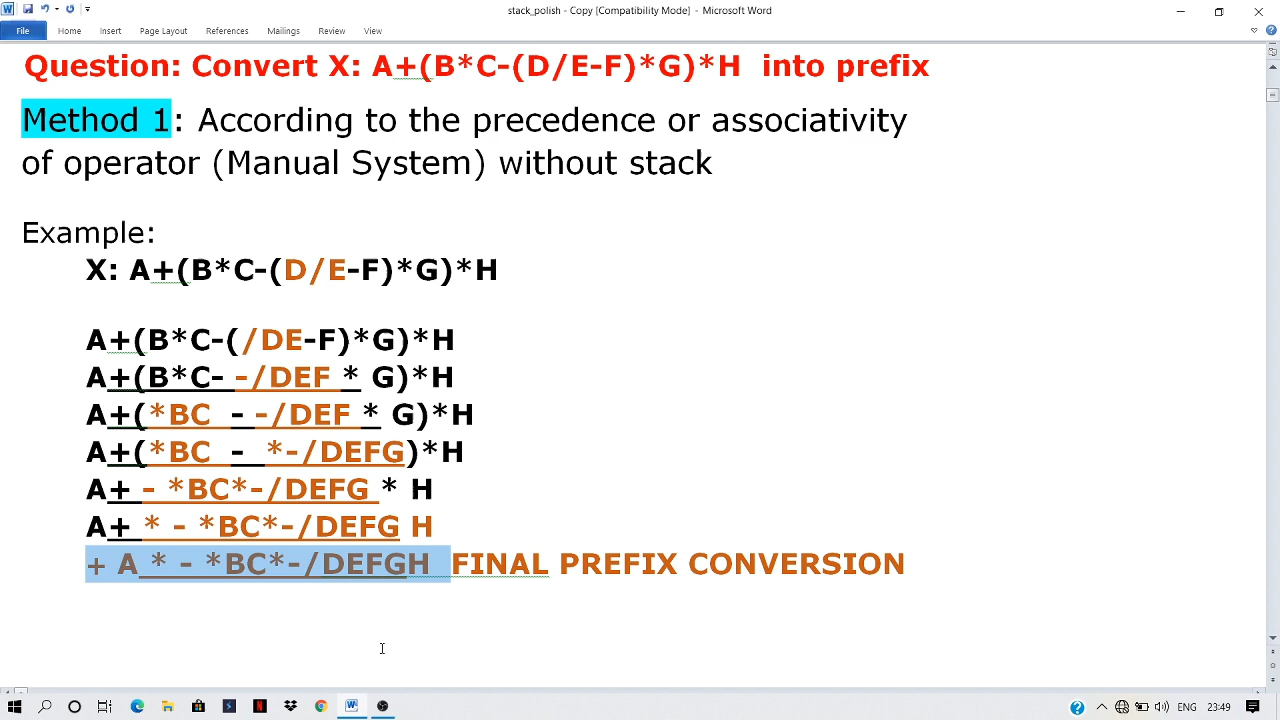 stack_polish - Copy [Compatibility Mode] - Microsoft Word
File Home Insert Page Layout References Mailings Review View
Question: Convert X: A+(B*C-(D/E-F)*G)*H into prefix
Method 1: According to the precedence or associativity
of operator (Manual System) without stack
Example:
X: A+(B*C-(D/E-F)*G)*H
A+(B*C-(/DE-F)*G)*H
A+(B*C- -/DEF * G)*H
A+(*BC - -/DEF * G)*H
A+(*BC - *-/DEFG)*H
A+ - *BC*-/DEFG * H
A+ * - *BC*-/DEFG H
+ A * - *BC*-/DEFGH FINAL PREFIX CONVERSION
ENG 23:49